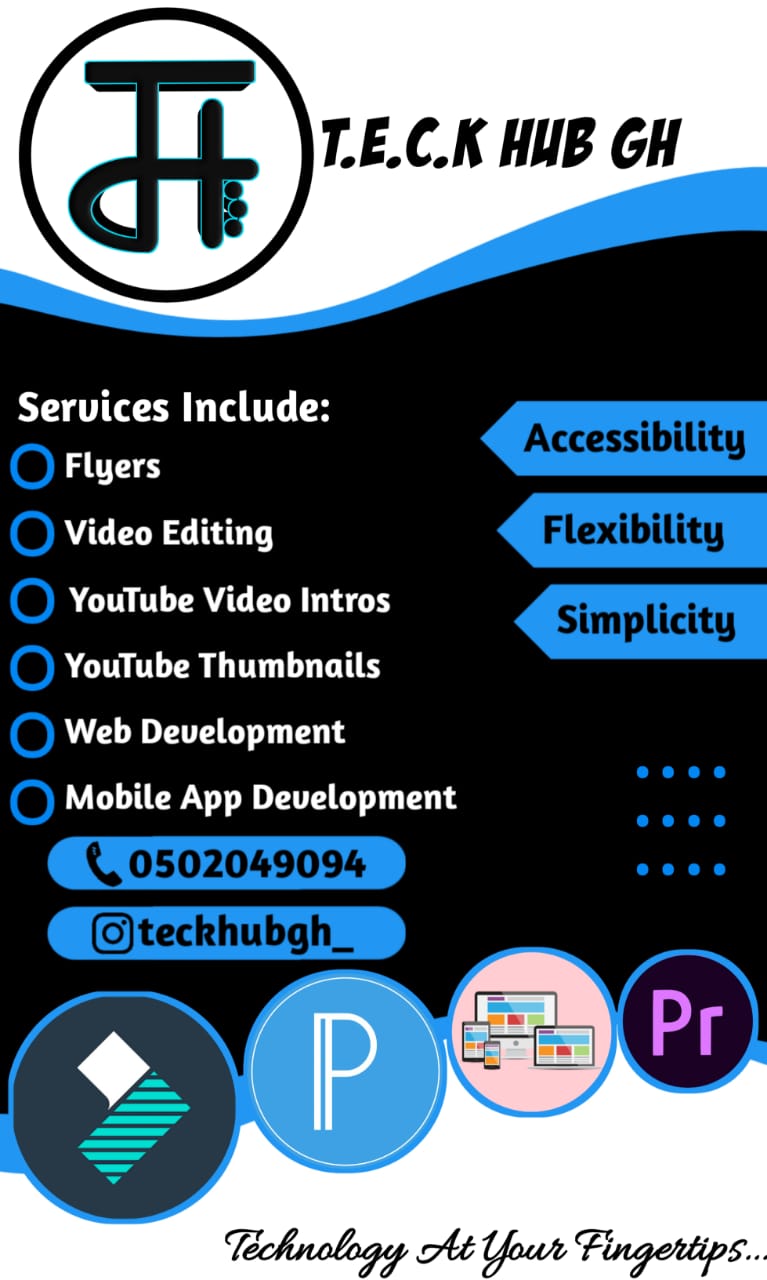 T.E.C.K HUB GH
Services Include:
Flyers
Video Editing
YouTube Video Intros
YouTube Thumbnails
Web Development
Mobile App Development
Accessibility
Flexibility
Simplicity
0502049094
teckhubgh_
P
Pr
Technology At Your Fingertips...